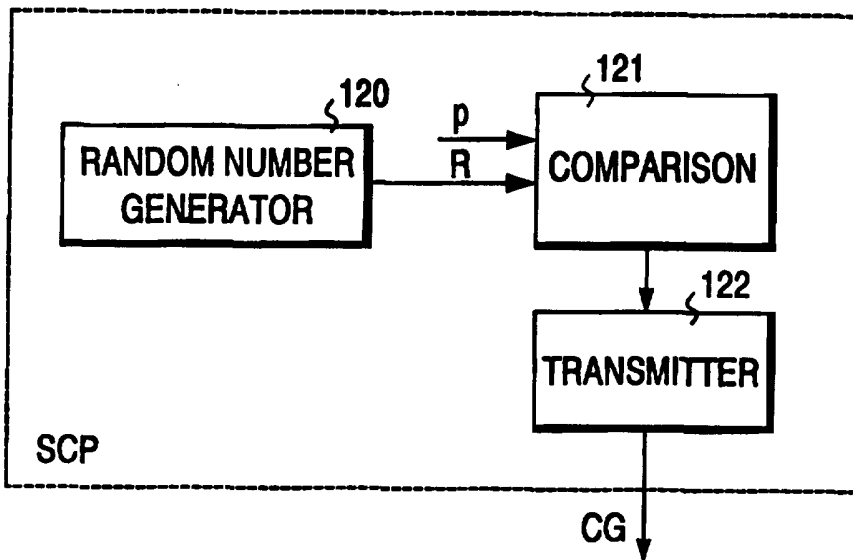 120
RANDOM NUMBER
GENERATOR
p
R
121
COMPARISON
122
TRANSMITTER
SCP
CG